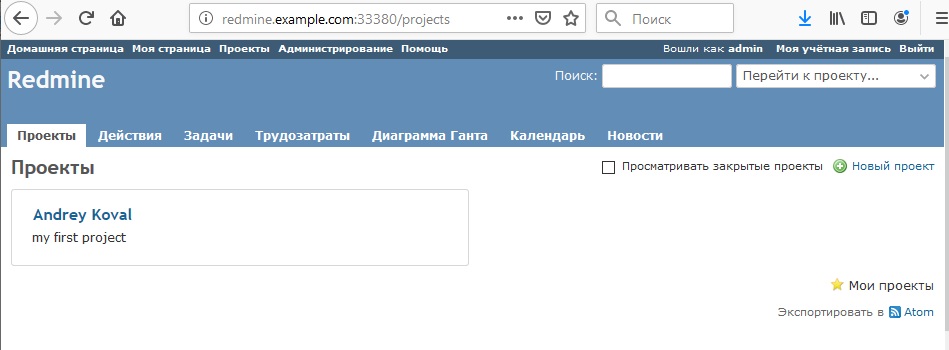 redmine.example.com:33380/projects Поиск
Домашняя страница Моя страница Проекты Администрирование Помощь Вошли как admin Моя учётная запись Выйти
Redmine Поиск: Перейти к проекту...
Проекты Действия Задачи Трудозатраты Диаграмма Ганта Календарь Новости
Проекты Просматривать закрытые проекты Новый проект
Andrey Koval
my first project
Мои проекты
Экспортировать в Atom